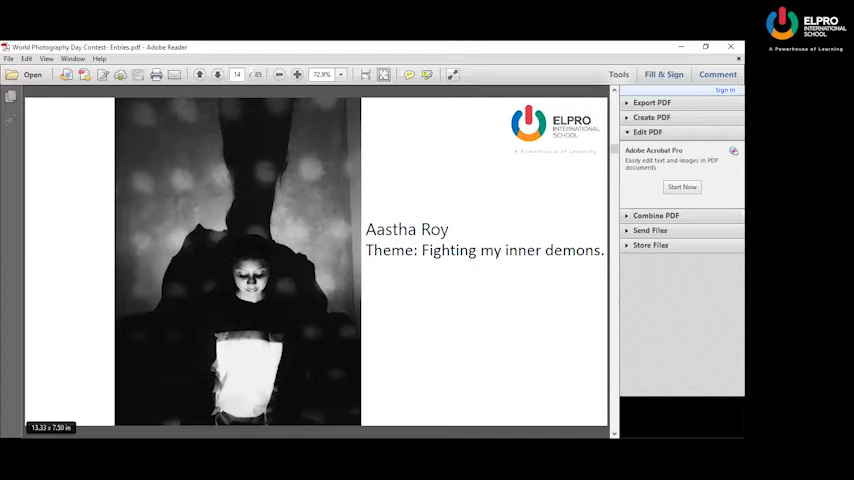 ELPRO
INTERNATIONAL
SCHOOL
A Powerhouse of Learning
World Photography Day Contest- Entries.pdf - Adobe Reader
File Edit View Window Help
Open 14 / 85 72.9% Tools Fill & Sign Comment
Sign In
Export PDF
Create PDF
Edit PDF
Adobe Acrobat Pro
Easily edit text and images in PDF
documents
Start Now
Combine PDF
Send Files
Store Files
ELPRO
INTERNATIONAL
SCHOOL
A Powerhouse of Learning
Aastha Roy
Theme: Fighting my inner demons.
13.33 x 7.50 in